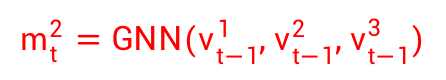 m²ₜ = GNN(v¹ₜ₋₁, v²ₜ₋₁, v³ₜ₋₁)